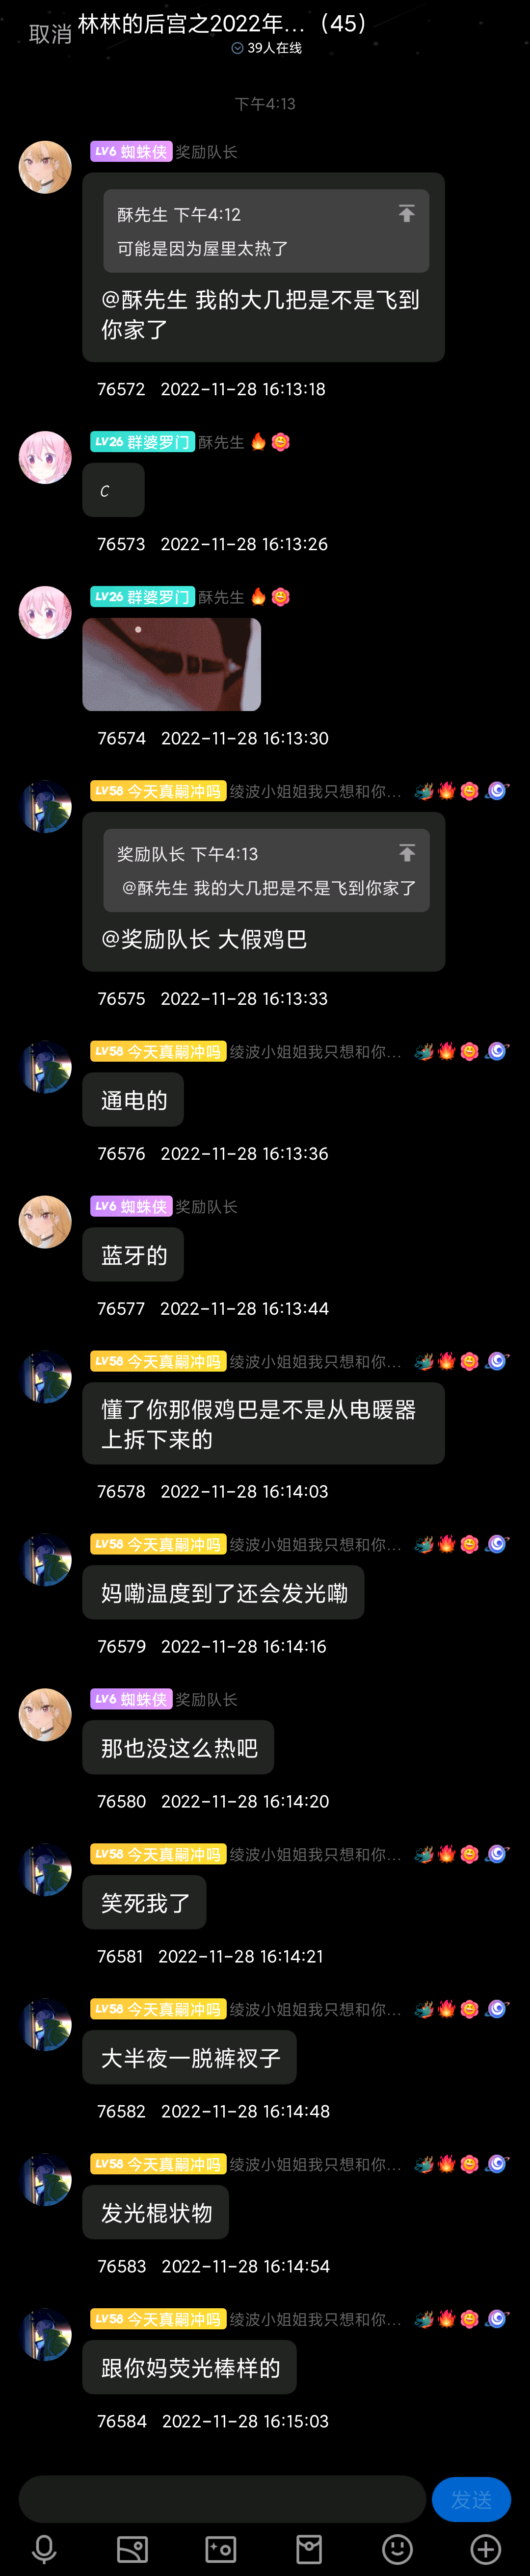 取消
林林的后宫之2022年...（45）
39人在线
下午4:13
LV6 蜘蛛侠 奖励队长
酥先生 下午4:12
可能是因为屋里太热了
@酥先生 我的大几把是不是飞到
你家了
76572 2022-11-28 16:13:18
LV26 群婆罗门 酥先生
c
76573 2022-11-28 16:13:26
LV26 群婆罗门 酥先生
76574 2022-11-28 16:13:30
LV58 今天真嗣冲吗 绫波小姐姐我只想和你...
奖励队长 下午4:13
@酥先生 我的大几把是不是飞到你家了
@奖励队长 大假鸡巴
76575 2022-11-28 16:13:33
LV58 今天真嗣冲吗 绫波小姐姐我只想和你...
通电的
76576 2022-11-28 16:13:36
LV6 蜘蛛侠 奖励队长
蓝牙的
76577 2022-11-28 16:13:44
LV58 今天真嗣冲吗 绫波小姐姐我只想和你...
懂了你那假鸡巴是不是从电暖器
上拆下来的
76578 2022-11-28 16:14:03
LV58 今天真嗣冲吗 绫波小姐姐我只想和你...
妈嘞温度到了还会发光嘞
76579 2022-11-28 16:14:16
LV6 蜘蛛侠 奖励队长
那也没这么热吧
76580 2022-11-28 16:14:20
LV58 今天真嗣冲吗 绫波小姐姐我只想和你...
笑死我了
76581 2022-11-28 16:14:21
LV58 今天真嗣冲吗 绫波小姐姐我只想和你...
大半夜一脱裤衩子
76582 2022-11-28 16:14:48
LV58 今天真嗣冲吗 绫波小姐姐我只想和你...
发光棍状物
76583 2022-11-28 16:14:54
LV58 今天真嗣冲吗 绫波小姐姐我只想和你...
跟你妈荧光棒样的
76584 2022-11-28 16:15:03
发送